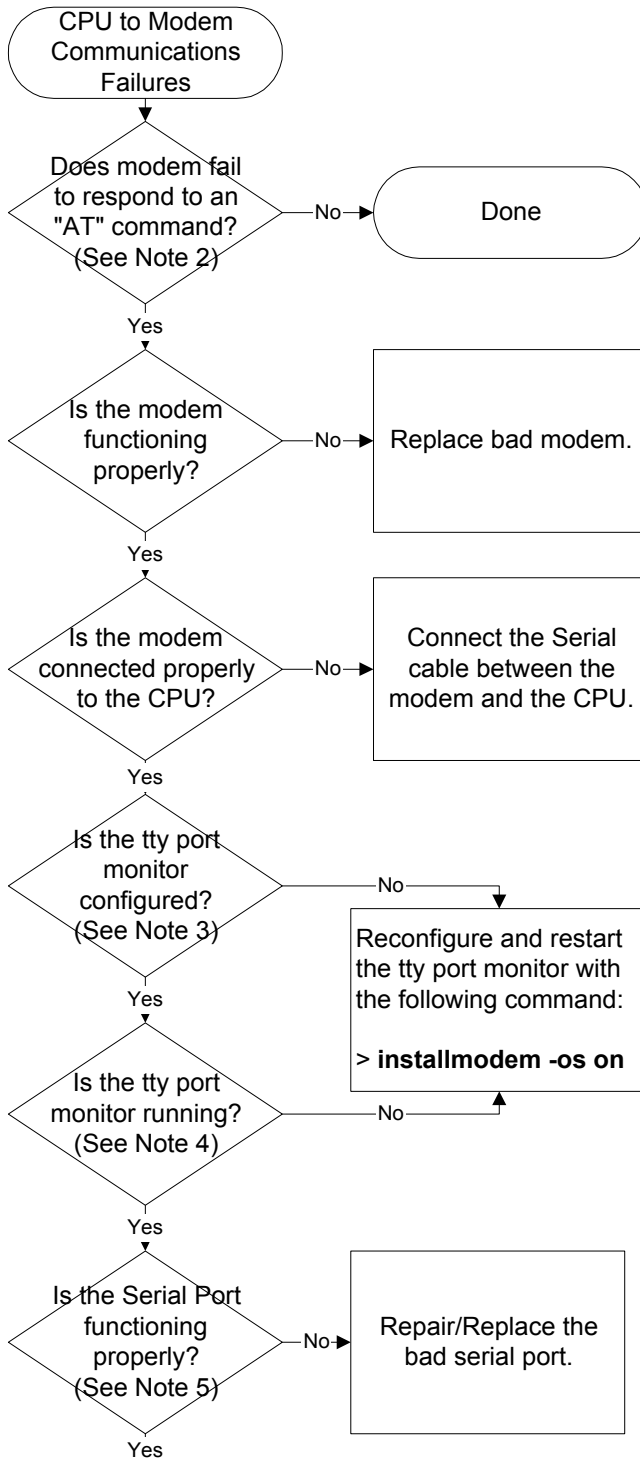 CPU to Modem
Communications
Failures
Does modem fail
to respond to an
"AT" command?
(See Note 2)
No
Done
Yes
Is the modem
functioning
properly?
No
Replace bad modem.
Yes
Is the modem
connected properly
to the CPU?
No
Connect the Serial
cable between the
modem and the CPU.
Yes
Is the tty port
monitor
configured?
(See Note 3)
No
Reconfigure and restart
the tty port monitor with
the following command:
> installmodem -os on
Yes
Is the tty port
monitor running?
(See Note 4)
No
Yes
Is the Serial Port
functioning
properly?
(See Note 5)
No
Repair/Replace the
bad serial port.
Yes